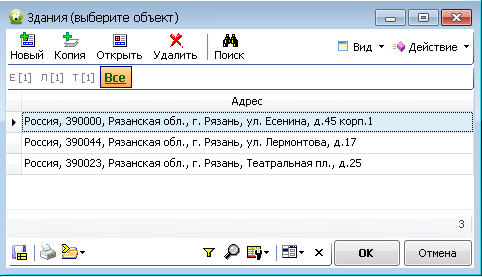 Здания (выберите объект)
Новый Копия Открыть Удалить Поиск Вид Действие
Е [1] Л [1] Т [1] Все
Адрес
Россия, 390000, Рязанская обл., г. Рязань, ул. Есенина, д.45 корп.1
Россия, 390044, Рязанская обл., г. Рязань, ул. Лермонтова, д.17
Россия, 390023, Рязанская обл., г. Рязань, Театральная пл., д.25
3
ОК Отмена